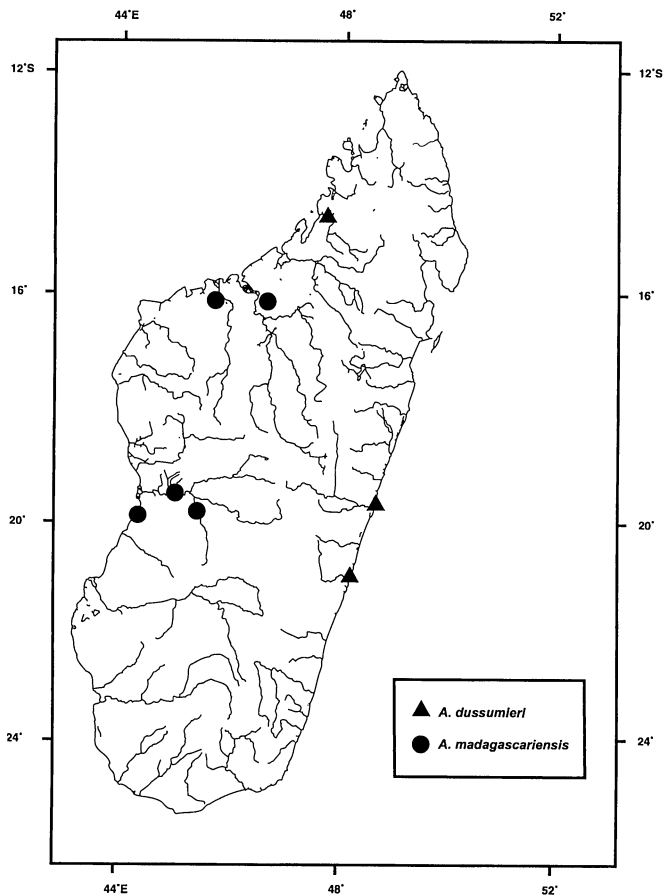 44˚E 48˚ 52˚
12˚S 12˚S
16˚ 16˚
20˚ 20˚
24˚ 24˚
A. dussumieri
A. madagascariensis
44˚E 48˚ 52˚